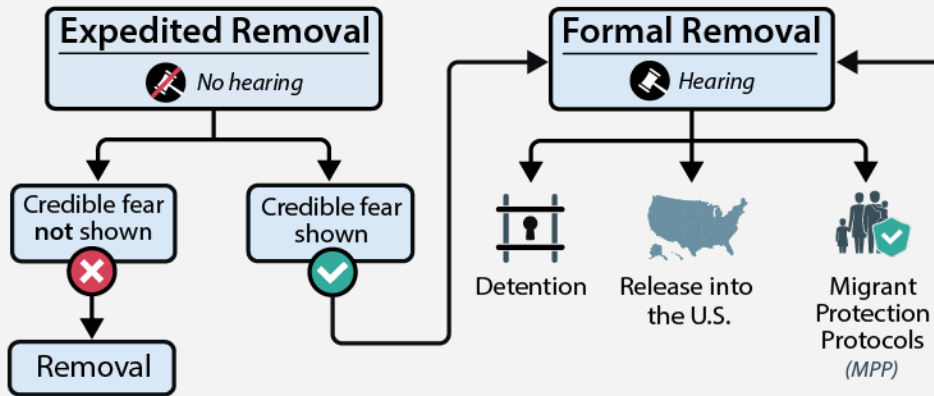 Expedited Removal
No hearing
Credible fear
not shown
Removal
Credible fear
shown
Formal Removal
Hearing
Detention
Release into
the U.S.
Migrant
Protection
Protocols
(MPP)